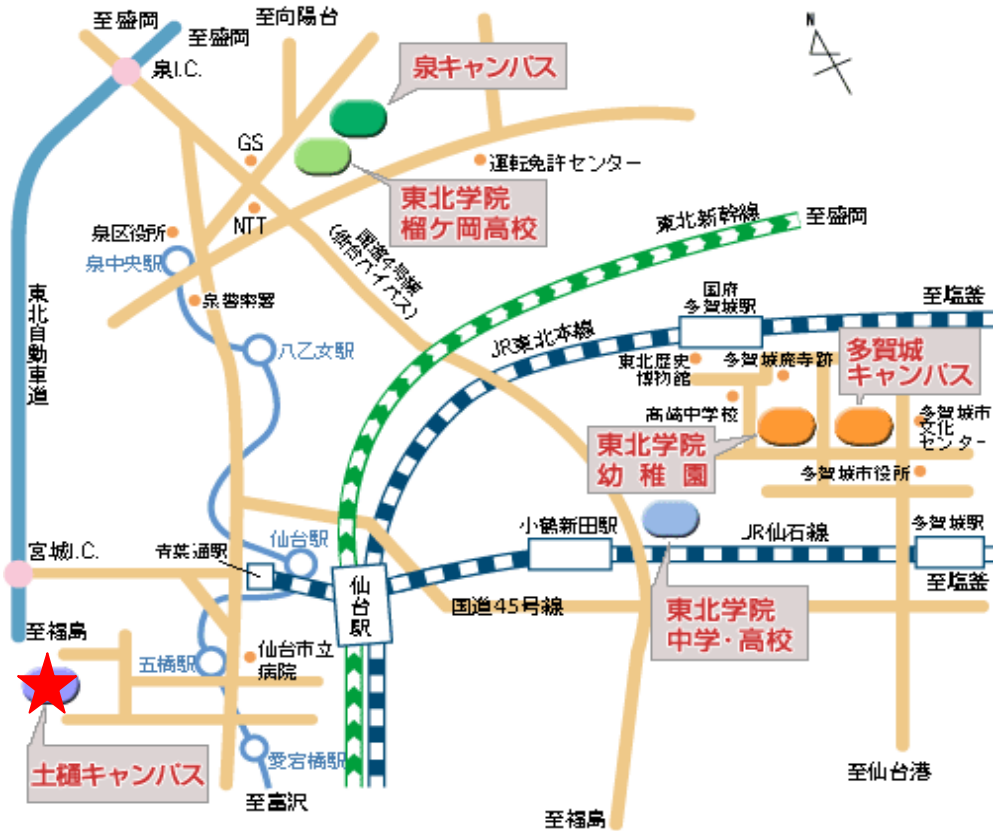 至盛岡
至盛岡
至向陽台
N
泉I.C.
泉キャンパス
GS
運転免許センター
東北学院
榴ケ岡高校
NTT
泉区役所
泉中央駅
国道4号線
(仙台バイパス)
東北新幹線
至盛岡
泉警察署
東北自動車道
国府
多賀城駅
至塩釜
八乙女駅
JR東北本線
東北歴史
博物館
多賀城廃寺跡
多賀城
キャンパス
高崎中学校
多賀城市
文化
センター
東北学院
幼稚園
多賀城市役所
宮城I.C.
青葉通駅
仙台駅
小鶴新田駅
JR仙石線
多賀城駅
至塩釜
仙台駅
国道45号線
東北学院
中学・高校
至福島
五橋駅
仙台市立
病院
土樋キャンパス
愛宕橋駅
至富沢
至福島
至仙台港